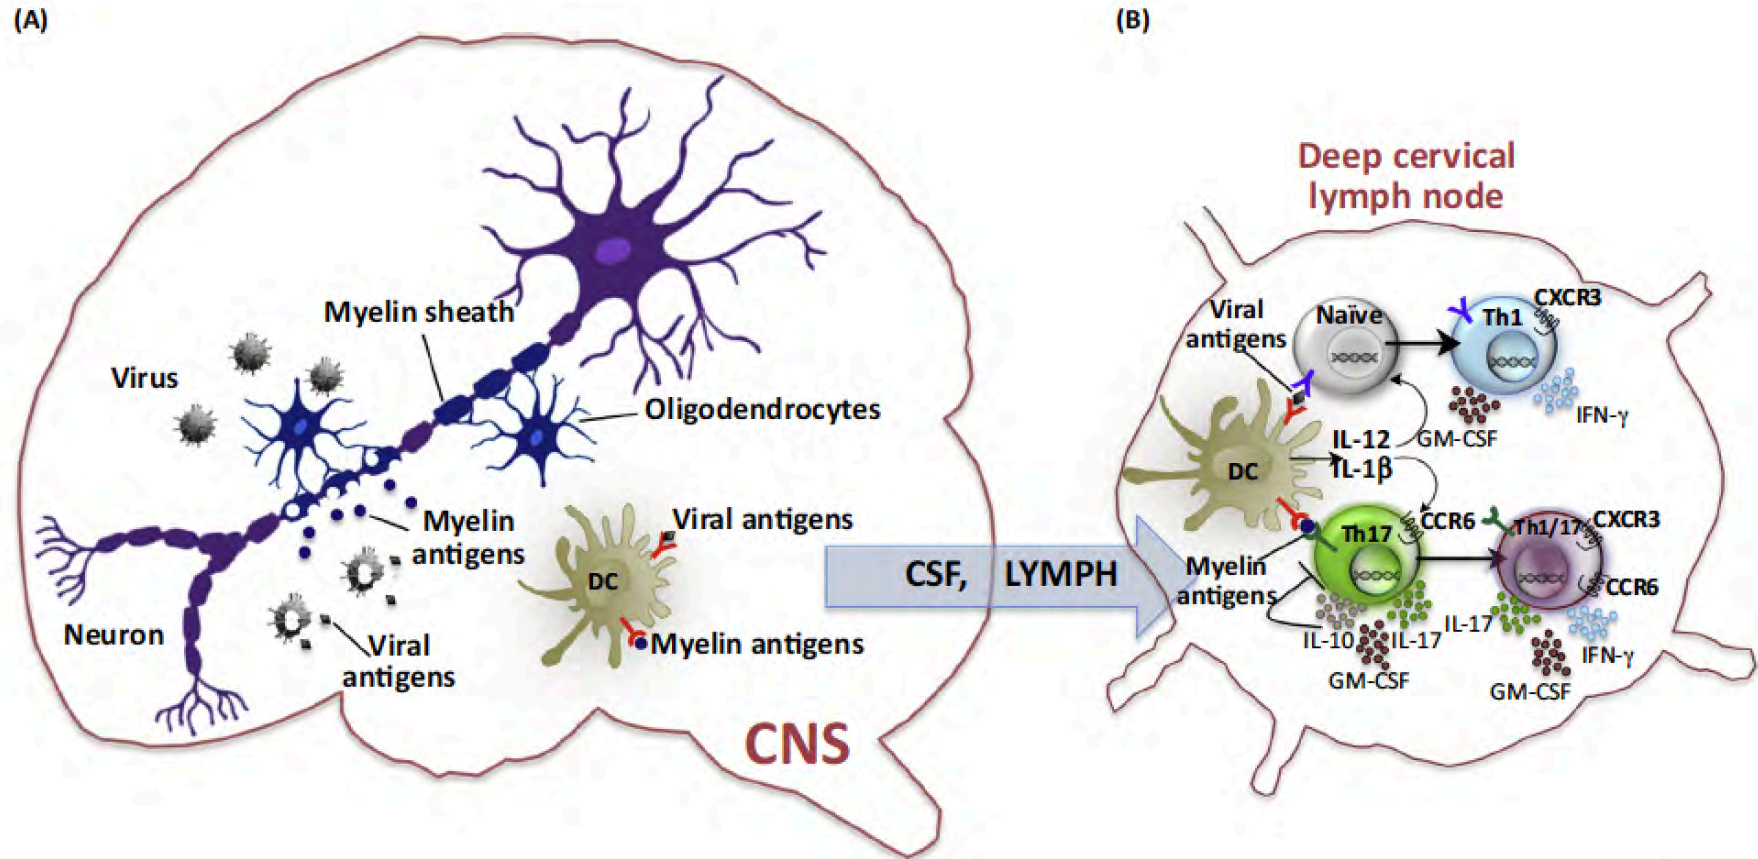 (A)
Myelin sheath
Virus
Oligodendrocytes
Myelin
antigens
Viral antigens
DC
Neuron
Viral
antigens
Myelin antigens
CNS
CSF, LYMPH
(B)
Deep cervical
lymph node
Viral
antigens
Naïve
Th1
CXCR3
GM-CSF
IFN-γ
IL-12
IL-1β
DC
Th17
CCR6
Th1/17
CXCR3
CCR6
Myelin
antigens
IL-10
IL-17
GM-CSF
IL-17
IFN-γ
GM-CSF